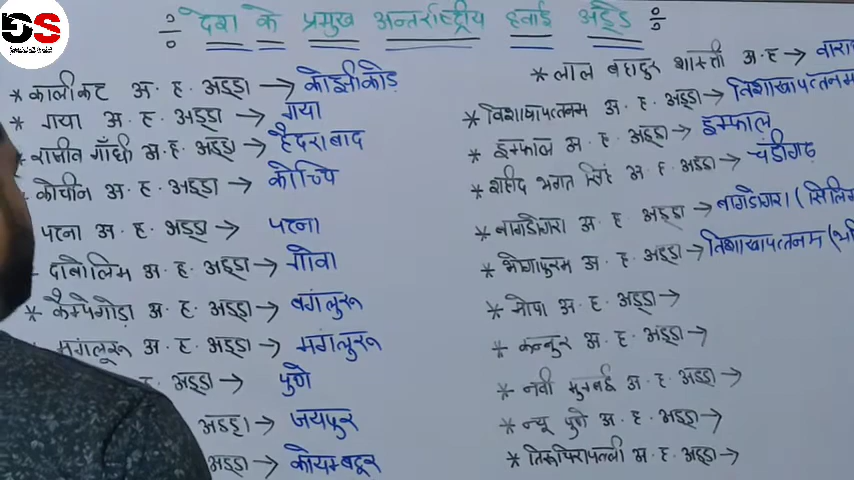 GS
÷ देश के प्रमुख अन्तर्राष्ट्रीय हवाई अड्डे ÷
* कालीकट अ. ह. अड्डा → कोझीकोड़
* गया अ. ह. अड्डा → गया
राजीव गाँधी अ. ह. अड्डा → हैदराबाद
कोचीन अ. ह. अड्डा → कोच्चि
पटना अ. ह. अड्डा → पटना
दाबोलिम अ. ह. अड्डा → गोवा
* कैम्पेगोड़ा अ. ह. अड्डा → बगंलुरू
मंगलूरू अ. ह. अड्डा → मगंलुरू
ह. अड्डा → पुणे
अड्डा → जयपुर
अड्डा → कोयम्बटूर
* लाल बहादुर शास्त्री अ. ह →
* विशाखापत्तनम अ. ह. अड्डा → विशाखापत्तनम
* इम्फाल अ. ह. अड्डा → इम्फाल
* शहीद भगत सिंह अ. ह. अड्डा → चंडीगढ़
* बागडोगरा अ. ह. अड्डा → बागडोगरा (
* भोगापुरम अ. ह. अड्डा → विशाखापत्तनम (
* मोपा अ. ह. अड्डा →
* कन्नुर अ. ह. अड्डा →
* नवी मुम्बई अ. ह. अड्डा →
* न्यू पुणे अ. ह. अड्डा →
* तिरूचिरापल्ली अ. ह. अड्डा →